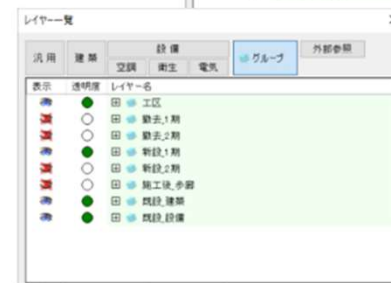 レイヤー一覧
汎用
建築
設備
空調
衛生
電気
グループ
外部参照
表示 透明度 レイヤー名
工区
撤去_1期
撤去_2期
新設_1期
新設_2期
施工後_参図
既設_建築
既設_設備